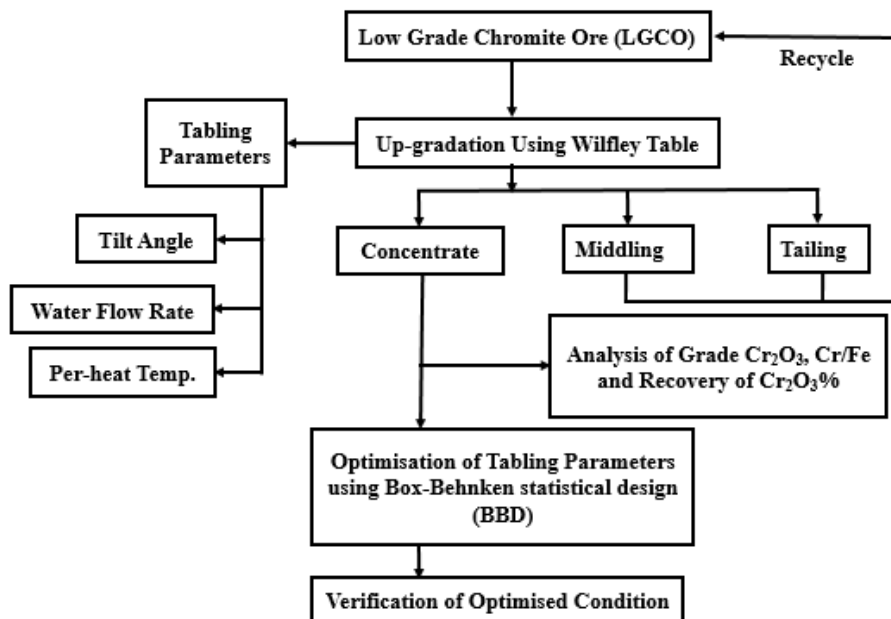 Low Grade Chromite Ore (LGCO)
Recycle
Tabling
Parameters
Up-gradation Using Wilfley Table
Tilt Angle
Concentrate
Middling
Tailing
Water Flow Rate
Per-heat Temp.
Analysis of Grade Cr₂O₃, Cr/Fe
and Recovery of Cr₂O₃%
Optimisation of Tabling Parameters
using Box-Behnken statistical design
(BBD)
Verification of Optimised Condition